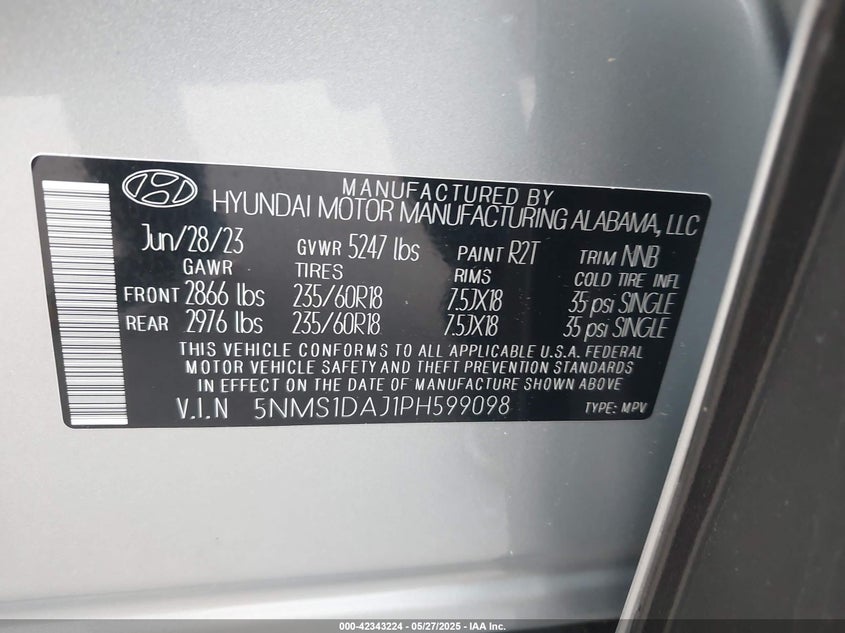 MANUFACTURED BY
HYUNDAI MOTOR MANUFACTURING ALABAMA, LLC
Jun/28/23 GVWR 5247 lbs PAINT R2T TRIM NNB
GAWR TIRES RIMS COLD TIRE INFL
FRONT 2866 lbs 235/60R18 7.5JX18 35 psi SINGLE
REAR 2976 lbs 235/60R18 7.5JX18 35 psi SINGLE
THIS VEHICLE CONFORMS TO ALL APPLICABLE U.S.A. FEDERAL
MOTOR VEHICLE SAFETY AND THEFT PREVENTION STANDARDS
IN EFFECT ON THE DATE OF MANUFACTURE SHOWN ABOVE
V.I.N 5NMS1DAJ1PH599098 TYPE: MPV
000-42343224 - 05/27/2025 - IAA Inc.